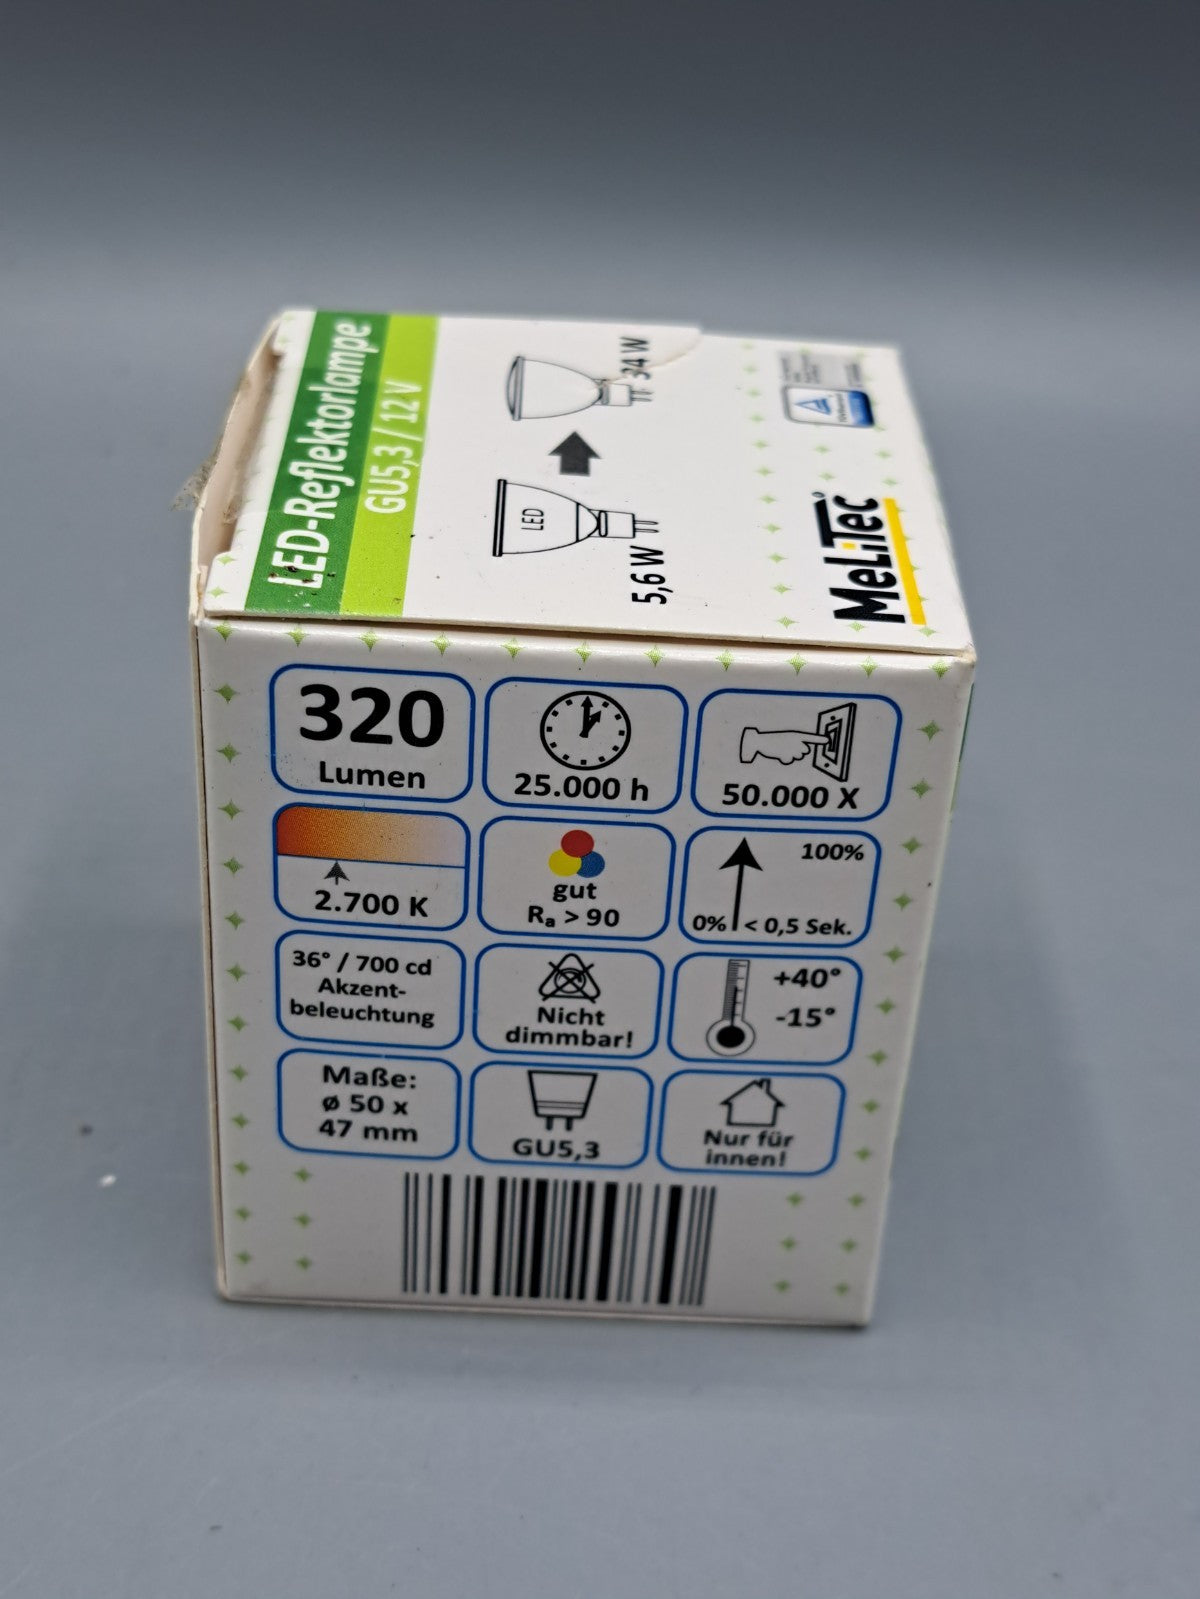 LED-Reflektorlampe
GU5,3 / 12 V
34 W
LED
5,6 W
MeLiTec
320
Lumen
25.000 h
50.000 X
2.700 K
gut
Ra > 90
100%
0% < 0,5 Sek.
36° / 700 cd
Akzent-
beleuchtung
Nicht
dimmbar!
+40°
-15°
Maße:
ø 50 x
47 mm
GU5,3
Nur für
innen!